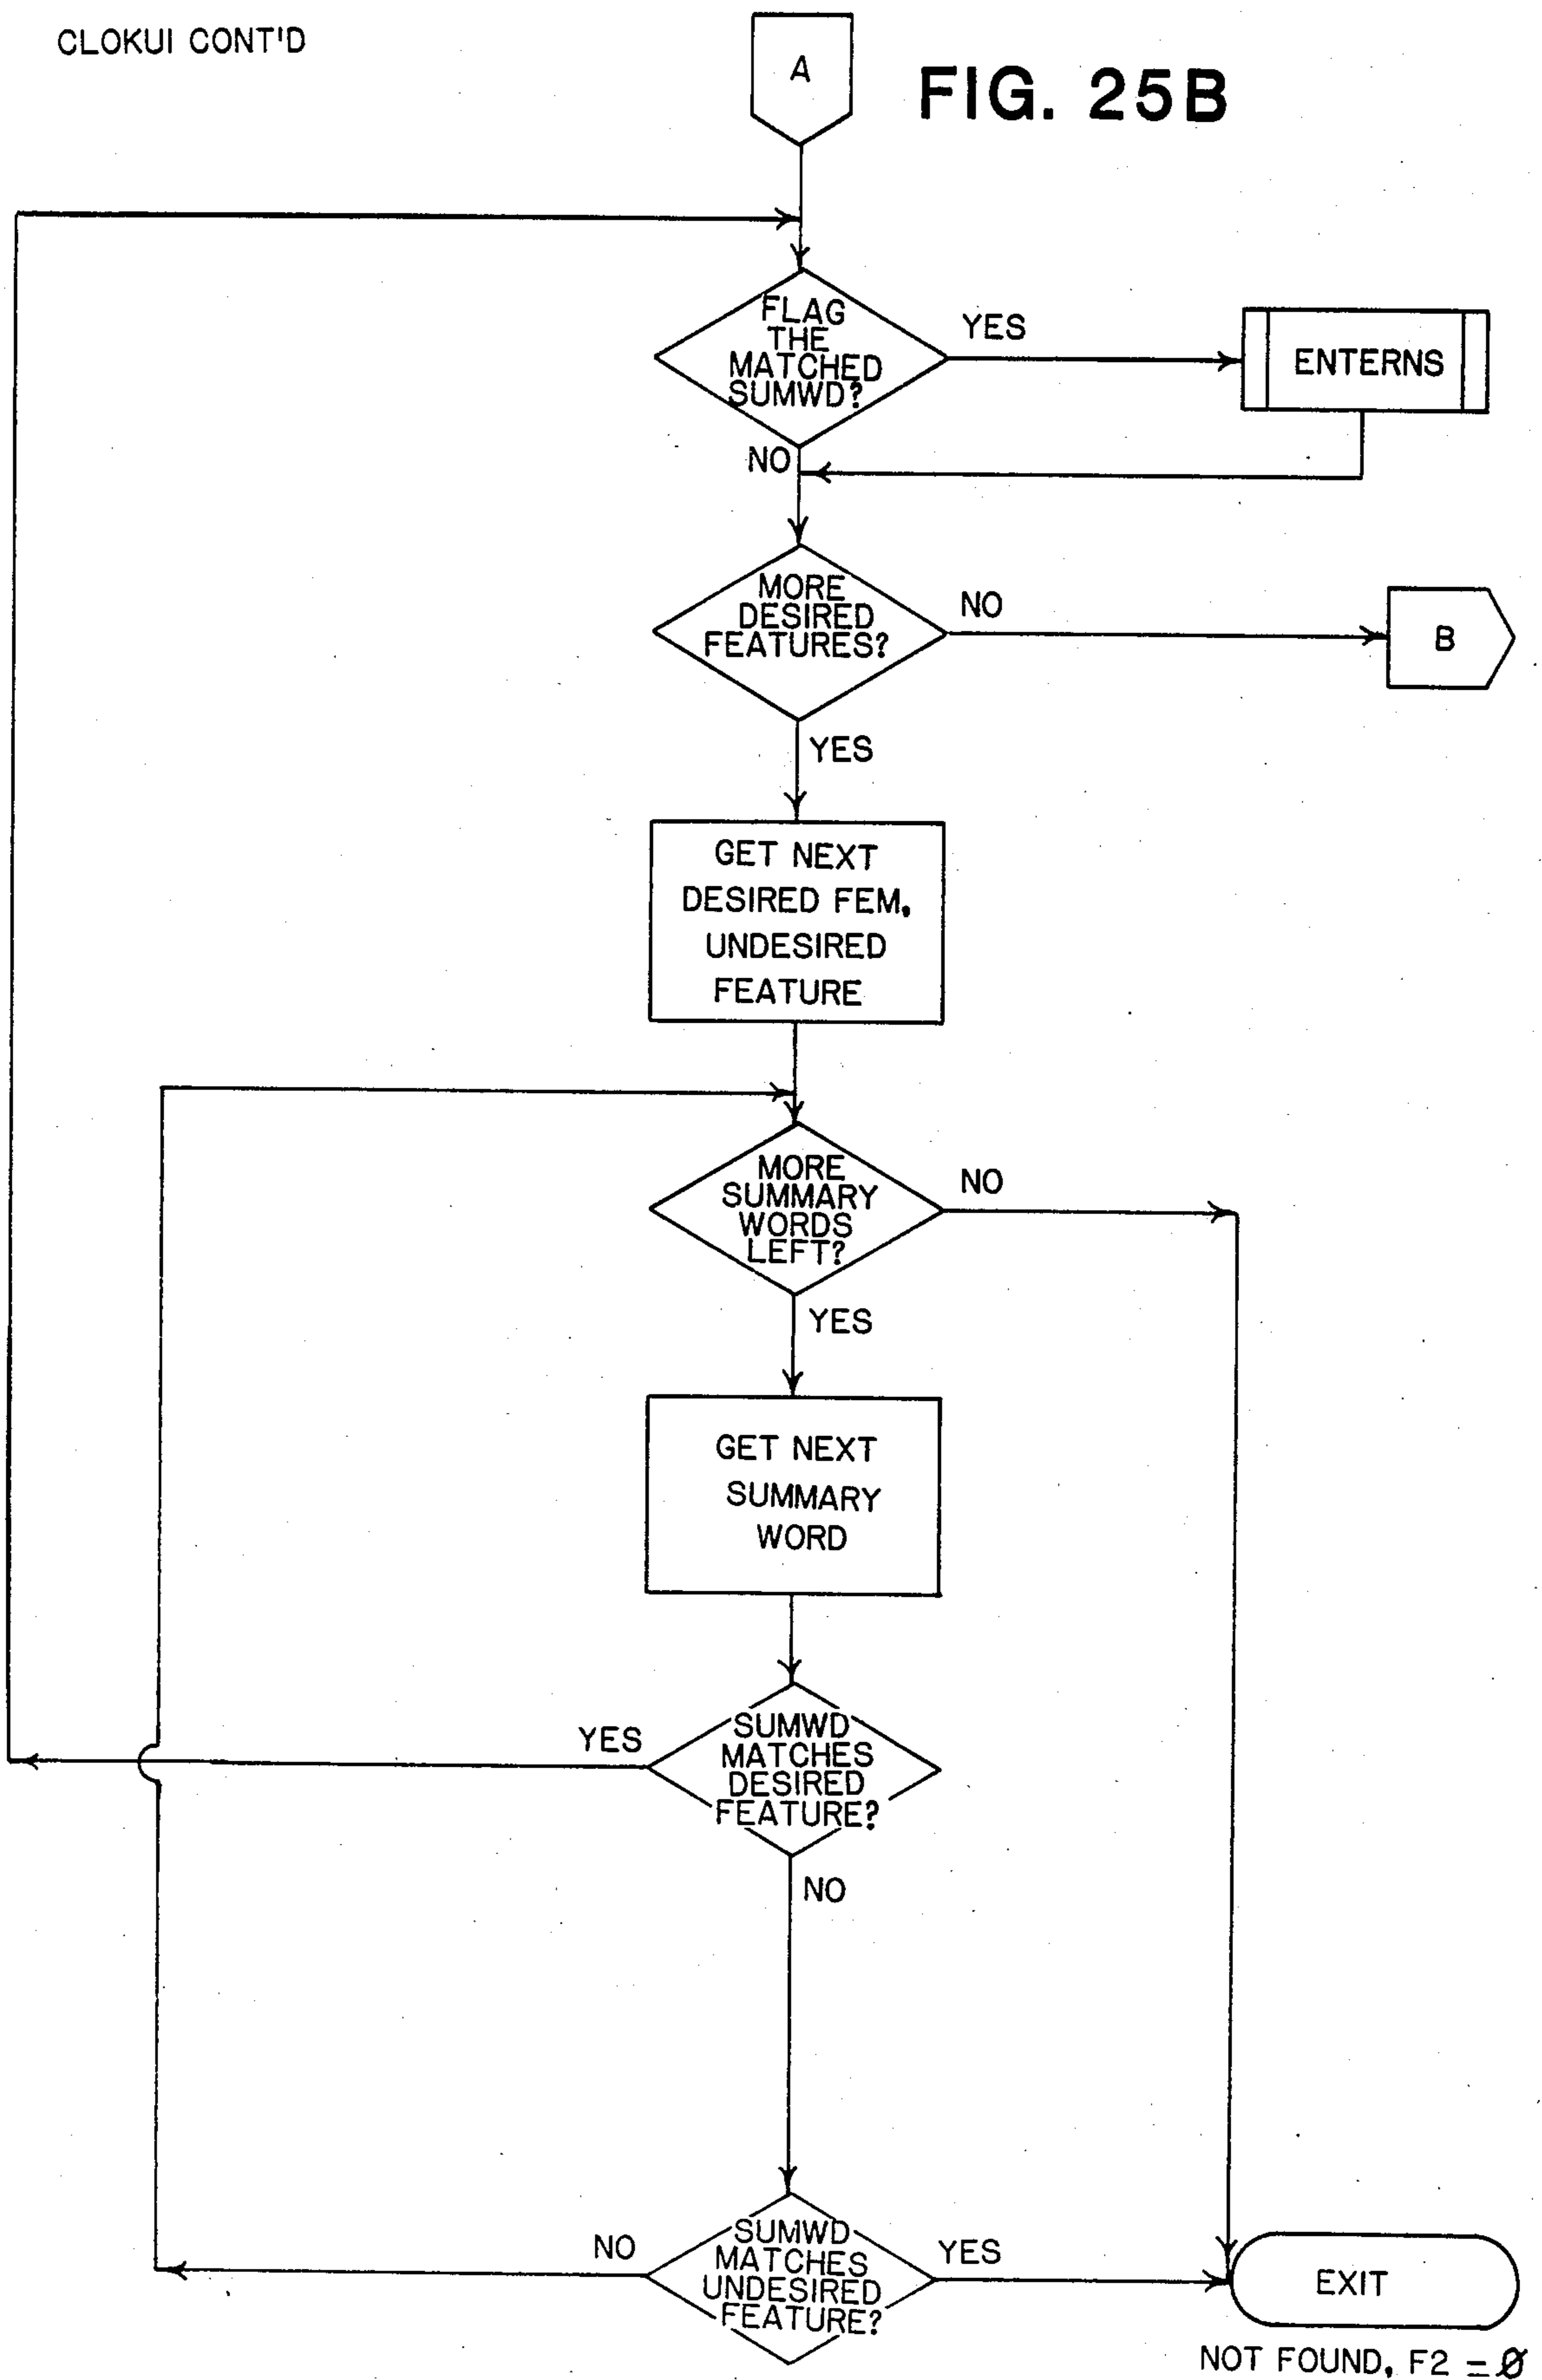 CLOKUI CONT'D
A
FIG. 25B
FLAG
THE
MATCHED
SUMWD?
YES
ENTERNS
NO
MORE
DESIRED
FEATURES?
NO
B
YES
GET NEXT
DESIRED FEM,
UNDESIRED
FEATURE
MORE
SUMMARY
WORDS
LEFT?
NO
YES
GET NEXT
SUMMARY
WORD
YES
SUMWD
MATCHES
DESIRED
FEATURE?
NO
NO
SUMWD
MATCHES
UNDESIRED
FEATURE?
YES
EXIT
NOT FOUND, F2 = Ø